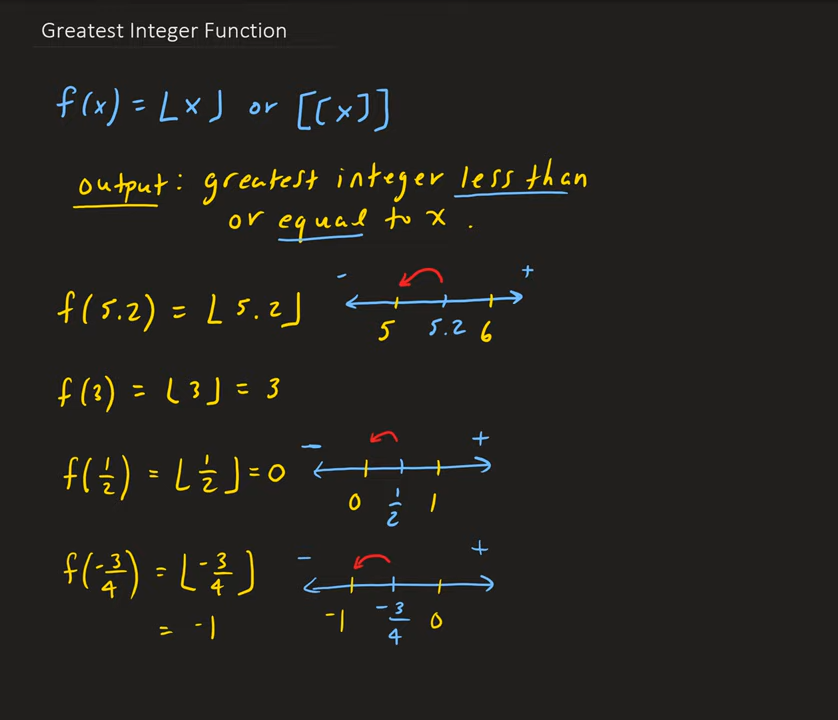 Greatest Integer Function
f(x) = ⌊x⌋ or [[x]]
output: greatest integer less than
or equal to x.
f(5.2) = ⌊5.2⌋
- +
5 5.2 6
f(3) = ⌊3⌋ = 3
f(1/2) = ⌊1/2⌋ = 0
- +
0 1/2 1
f(-3/4) = ⌊-3/4⌋
- +
= -1
-1 -3/4 0